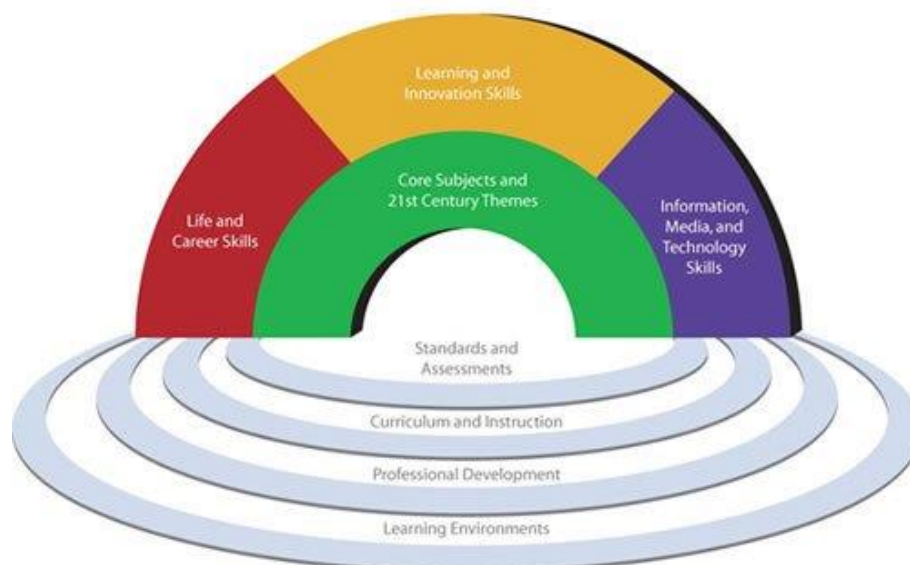 Learning and
Innovation Skills
Core Subjects and
21st Century Themes
Life and
Career Skills
Information,
Media, and
Technology
Skills
Standards and
Assessments
Curriculum and Instruction
Professional Development
Learning Environments